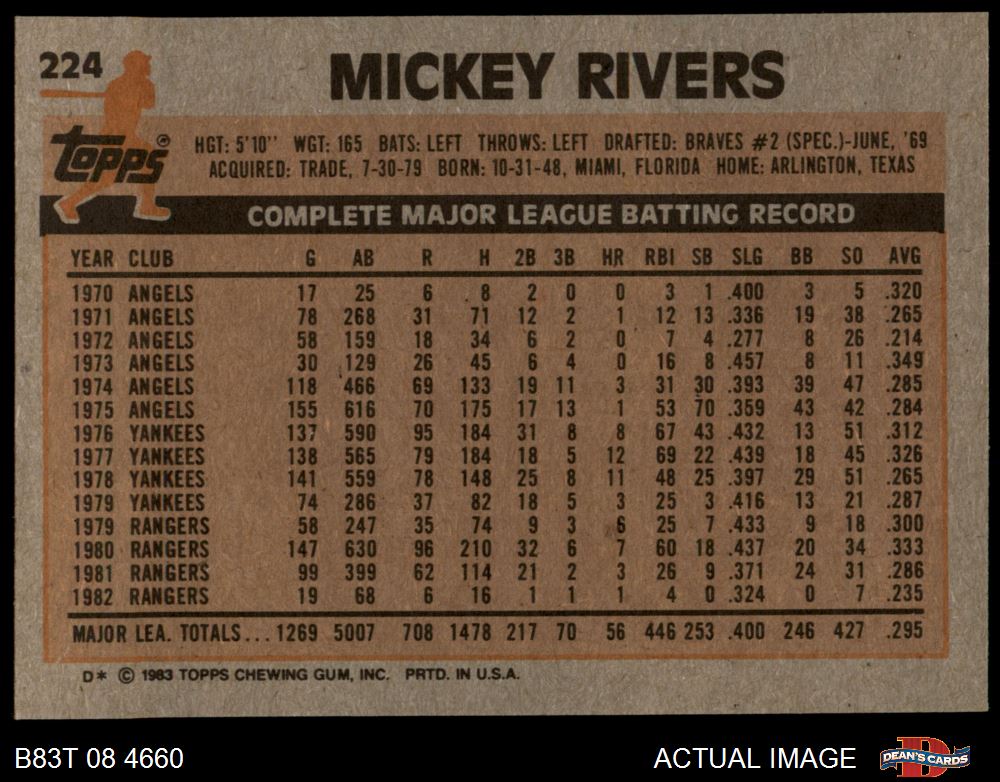 224
MICKEY RIVERS
Topps®
HGT: 5'10'' WGT: 165 BATS: LEFT THROWS: LEFT DRAFTED: BRAVES #2 (SPEC.)-JUNE, '69
ACQUIRED: TRADE, 7-30-79 BORN: 10-31-48, MIAMI, FLORIDA HOME: ARLINGTON, TEXAS
COMPLETE MAJOR LEAGUE BATTING RECORD
YEAR CLUB G AB R H 2B 3B HR RBI SB SLG BB SO AVG
1970 ANGELS 17 25 6 8 2 0 0 3 1 .400 3 5 .320
1971 ANGELS 78 268 31 71 12 2 1 12 13 .336 19 38 .265
1972 ANGELS 58 159 18 34 6 2 0 7 4 .277 8 26 .214
1973 ANGELS 30 129 26 45 6 4 0 16 8 .457 8 11 .349
1974 ANGELS 118 466 69 133 19 11 3 31 30 .393 39 47 .285
1975 ANGELS 155 616 70 175 17 13 1 53 70 .359 43 42 .284
1976 YANKEES 137 590 95 184 31 8 8 67 43 .432 13 51 .312
1977 YANKEES 138 565 79 184 18 5 12 69 22 .439 18 45 .326
1978 YANKEES 141 559 78 148 25 8 11 48 25 .397 29 51 .265
1979 YANKEES 74 286 37 82 18 5 3 25 3 .416 13 21 .287
1979 RANGERS 58 247 35 74 9 3 6 25 7 .433 9 18 .300
1980 RANGERS 147 630 96 210 32 6 7 60 18 .437 20 34 .333
1981 RANGERS 99 399 62 114 21 2 3 26 9 .371 24 31 .286
1982 RANGERS 19 68 6 16 1 1 1 4 0 .324 0 7 .235
MAJOR LEA. TOTALS... 1269 5007 708 1478 217 70 56 446 253 .400 246 427 .295
D* © 1983 TOPPS CHEWING GUM, INC. PRTD. IN U.S.A.
B83T 08 4660 ACTUAL IMAGE DEAN'S CARDS